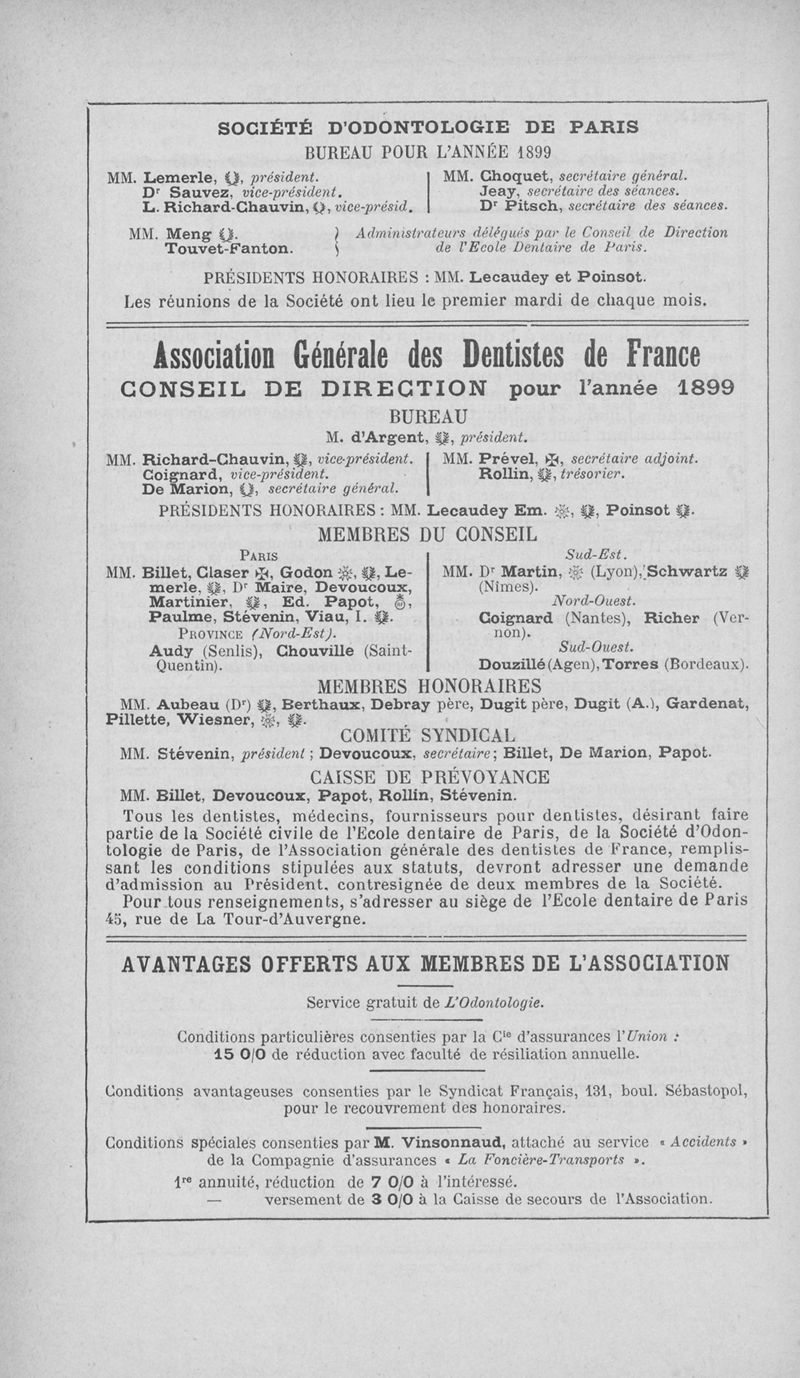 SOCIÉTÉ D'ODONTOLOGIE DE PARIS
BUREAU POUR L'ANNÉE 1899
MM. Lemerle, président.
Dr Sauvez, vice-président.
L. Richard-Chauvin, vice-présid.
MM. Choquet, secrétaire général.
Jeay, secrétaire des séances.
Dr Pitsch, secrétaire des séances.
MM. Meng
Touvet-Fanton.
Administrateurs délégués par le Conseil de Direction
de l'Ecole Dentaire de Paris.
PRÉSIDENTS HONORAIRES : MM. Lecaudey et Poinsot.
Les réunions de la Société ont lieu le premier mardi de chaque mois.
Association Générale des Dentistes de France
CONSEIL DE DIRECTION pour l'année 1899
BUREAU
M. d'Argent, président.
MM. Richard-Chauvin, vice-président.
Coignard, vice-président.
De Marion, secrétaire général.
MM. Prével, secrétaire adjoint.
Rollin, trésorier.
PRÉSIDENTS HONORAIRES : MM. Lecaudey Em. , Poinsot .
MEMBRES DU CONSEIL
PARIS
MM. Billet, Claser , Godon , Le-
merle, , Dr Maire, Devoucoux,
Martinier, , Ed. Papot, ,
Paulme, Stévenin, Viau, I. .
PROVINCE (Nord-Est).
Audy (Senlis), Chouville (Saint-
Quentin).
Sud-Est.
MM. Dr Martin, (Lyon), Schwartz
(Nîmes).
Nord-Ouest.
Coignard (Nantes), Richer (Ver-
non).
Sud-Ouest.
Douzillé (Agen), Torres (Bordeaux).
MEMBRES HONORAIRES
MM. Aubeau (Dr) , Berthaux, Debray père, Dugit père, Dugit (A.), Gardenat,
Pillette, Wiesner, .
COMITÉ SYNDICAL
MM. Stévenin, président ; Devoucoux, secrétaire ; Billet, De Marion, Papot.
CAISSE DE PRÉVOYANCE
MM. Billet, Devoucoux, Papot, Rollin, Stévenin.
Tous les dentistes, médecins, fournisseurs pour dentistes, désirant faire
partie de la Société civile de l'Ecole dentaire de Paris, de la Société d'Odon-
tologie de Paris, de l'Association générale des dentistes de France, remplis-
sant les conditions stipulées aux statuts, devront adresser une demande
d'admission au Président, contresignée de deux membres de la Société.
Pour tous renseignements, s'adresser au siège de l'École dentaire de Paris
45, rue de La Tour-d'Auvergne.
AVANTAGES OFFERTS AUX MEMBRES DE L'ASSOCIATION
Service gratuit de L'Odontologie.
Conditions particulières consenties par la Cie d'assurances l'Union :
15 0/0 de réduction avec faculté de résiliation annuelle.
Conditions avantageuses consenties par le Syndicat Français, 131, boul. Sébastopol,
pour le recouvrement des honoraires.
Conditions spéciales consenties par M. Vinsonnaud, attaché au service « Accidents »
de la Compagnie d'assurances « La Foncière-Transports ».
1re annuité, réduction de 7 0/0 à l'intéressé.
— versement de 3 0/0 à la Caisse de secours de l'Association.